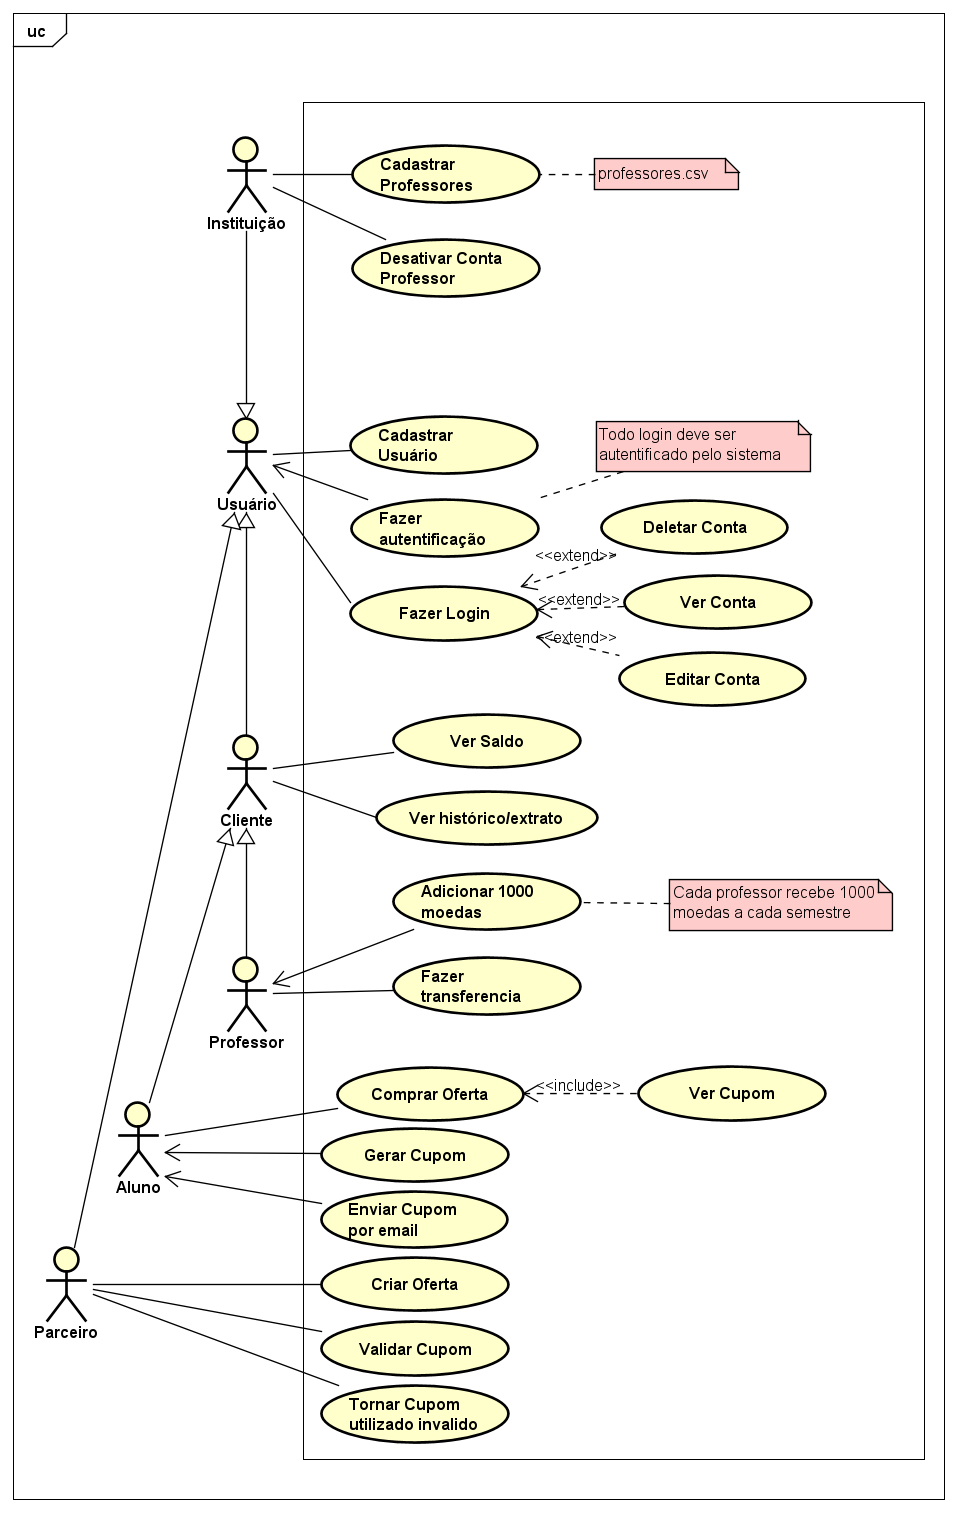 uc
Instituição
Cadastrar
Professores
professores.csv
Desativar Conta
Professor
Usuário
Cadastrar
Usuário
Todo login deve ser
autentificado pelo sistema
Fazer
autentificação
Deletar Conta
<<extend>>
Fazer Login
<<extend>>
Ver Conta
<<extend>>
Editar Conta
Cliente
Ver Saldo
Ver histórico/extrato
Adicionar 1000
moedas
Cada professor recebe 1000
moedas a cada semestre
Professor
Fazer
transferencia
Aluno
Comprar Oferta
<<include>>
Ver Cupom
Gerar Cupom
Enviar Cupom
por email
Parceiro
Criar Oferta
Validar Cupom
Tornar Cupom
utilizado invalido